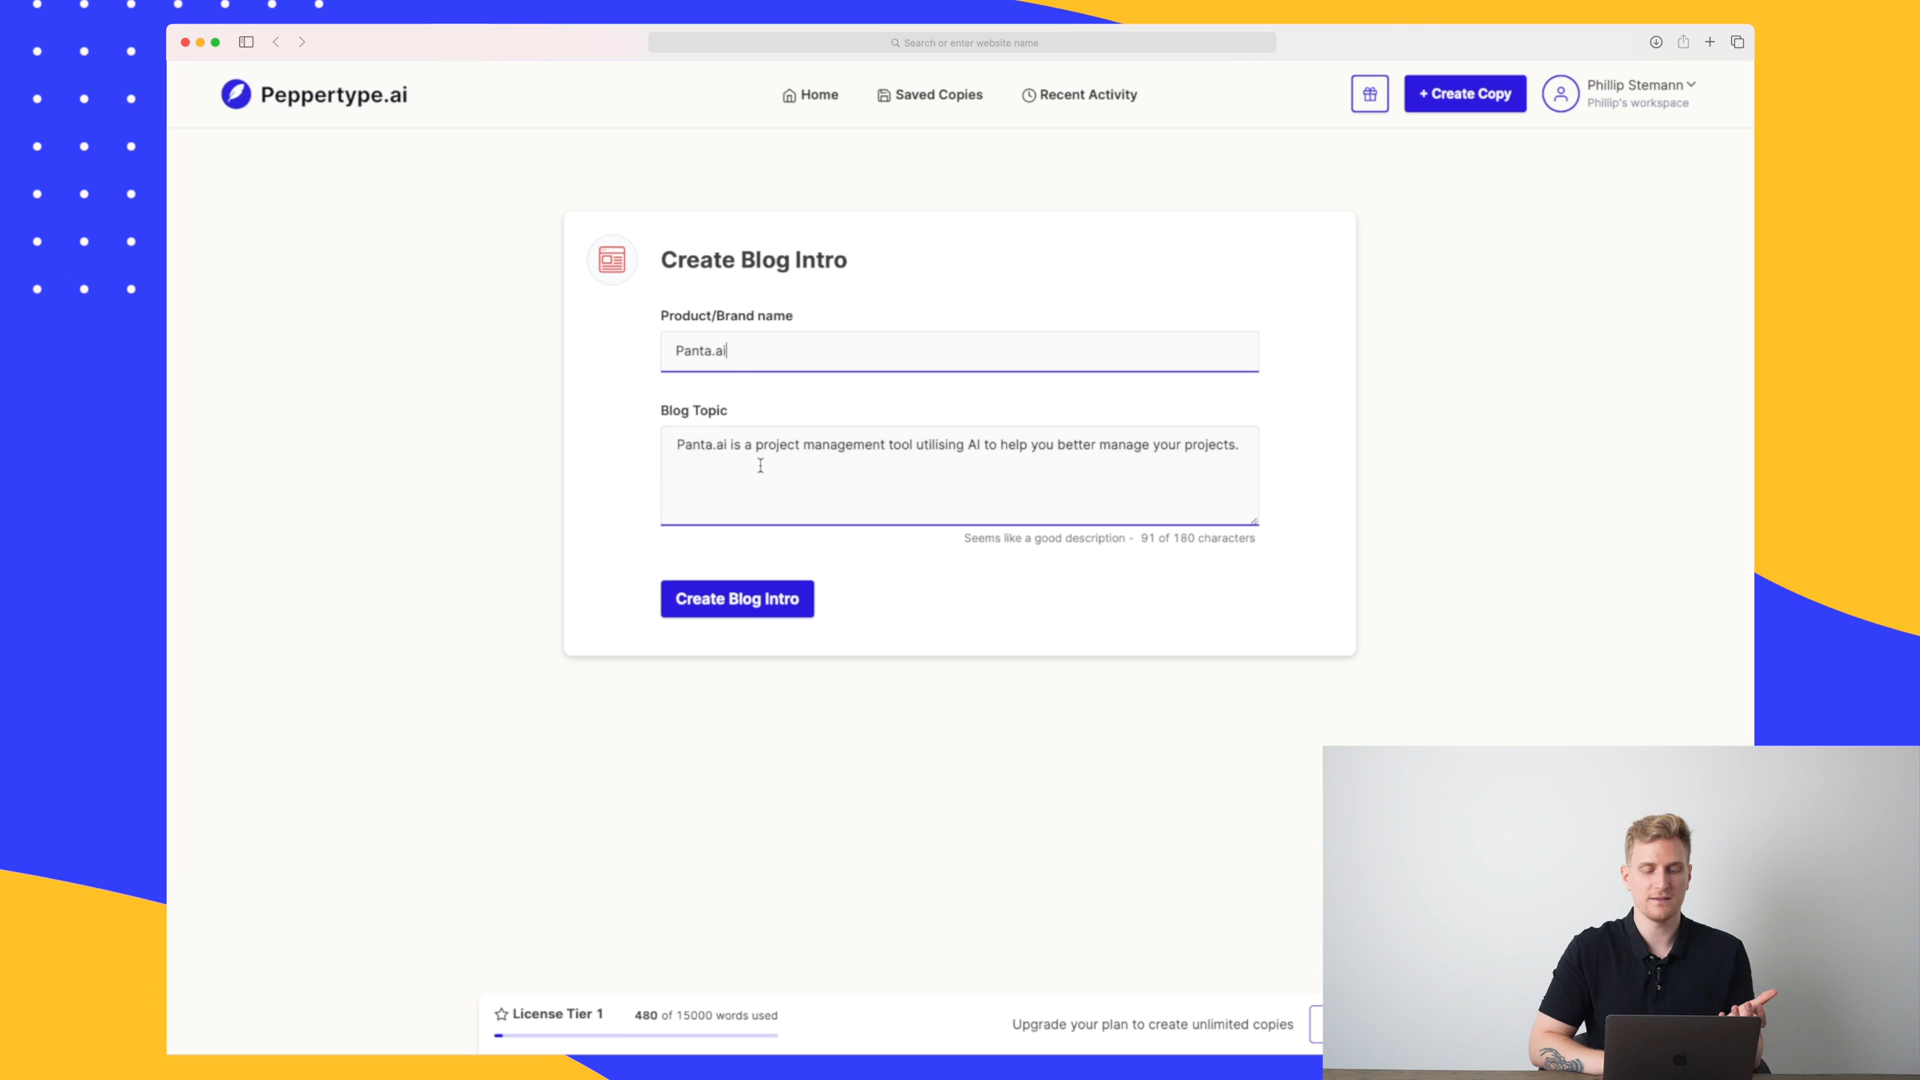 Search or enter website name
Peppertype.ai
Home
Saved Copies
Recent Activity
+ Create Copy
Phillip Stemann
Phillip's workspace
Create Blog Intro
Product/Brand name
Panta.ai
Blog Topic
Panta.ai is a project management tool utilising AI to help you better manage your projects.
Seems like a good description - 91 of 180 characters
Create Blog Intro
License Tier 1
480 of 15000 words used
Upgrade your plan to create unlimited copies